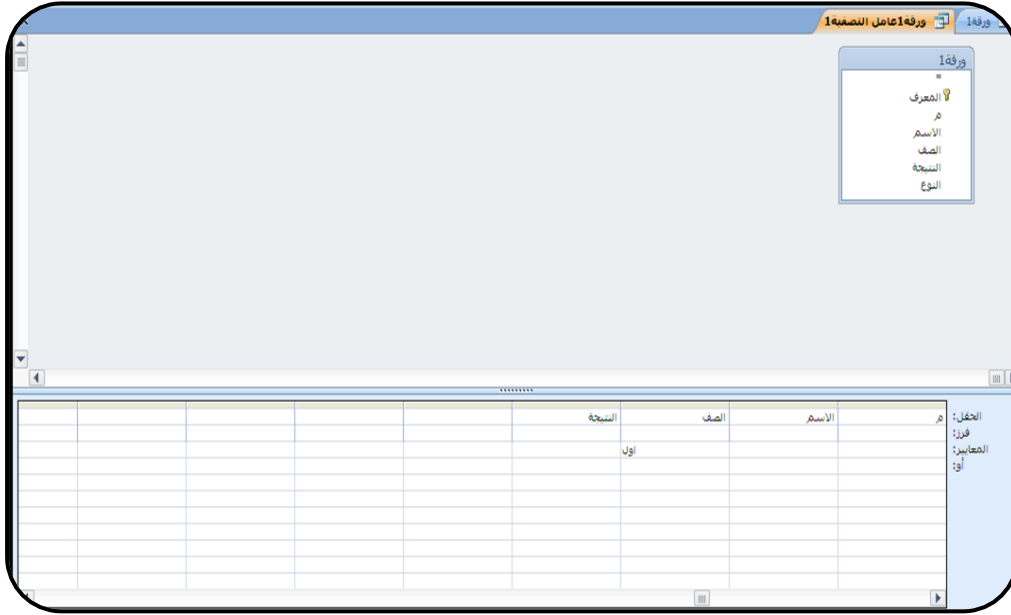 ورقة1 ورقة1عامل التصفية1
ورقة1
*
المعرف
م
الاسم
الصف
النتيجة
النوع
الحقل: م الاسم الصف النتيجة
فرز:
المعايير: اول
أو: